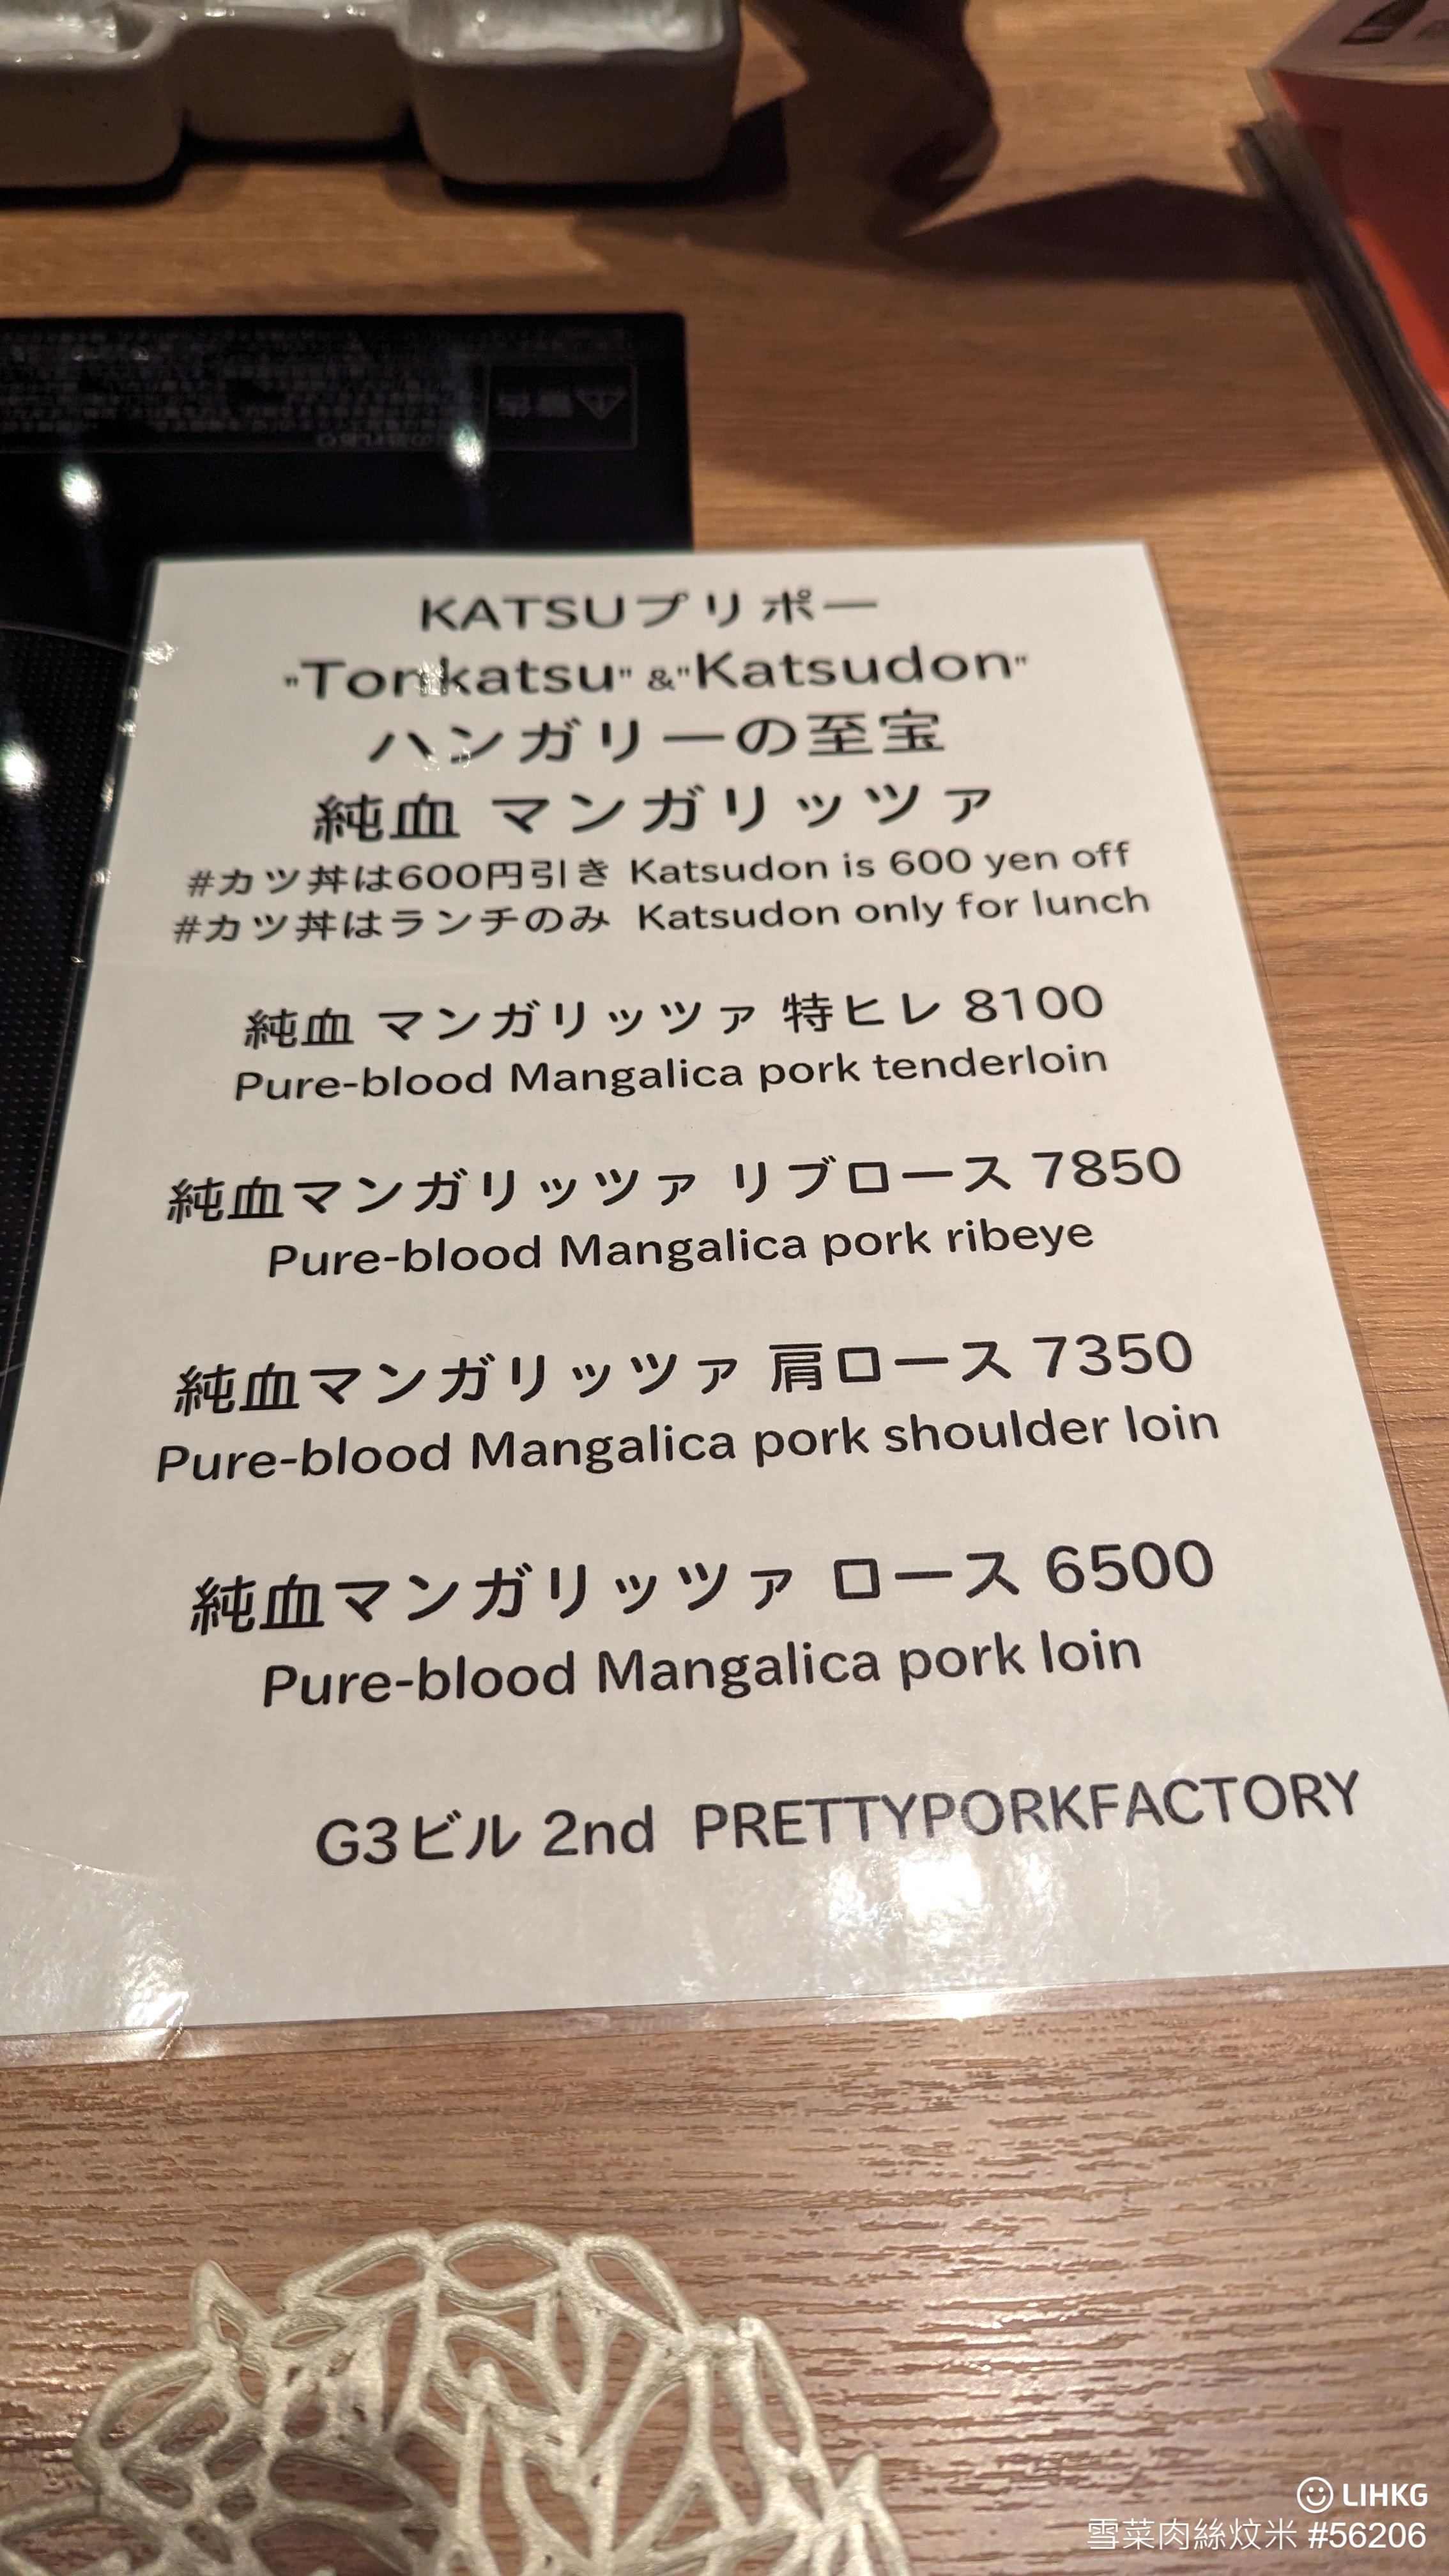 KATSUプリポー
"Tonkatsu" &"Katsudon"
ハンガリーの至宝
純血 マンガリッツァ
#カツ丼は600円引き Katsudon is 600 yen off
#カツ丼はランチのみ Katsudon only for lunch
純血 マンガリッツァ 特ヒレ 8100
Pure-blood Mangalica pork tenderloin
純血マンガリッツァ リブロース 7850
Pure-blood Mangalica pork ribeye
純血マンガリッツァ 肩ロース 7350
Pure-blood Mangalica pork shoulder loin
純血マンガリッツァ ロース 6500
Pure-blood Mangalica pork loin
G3ビル 2nd PRETTYPORKFACTORY
LIHKG
雪菜肉絲炆米 #56206